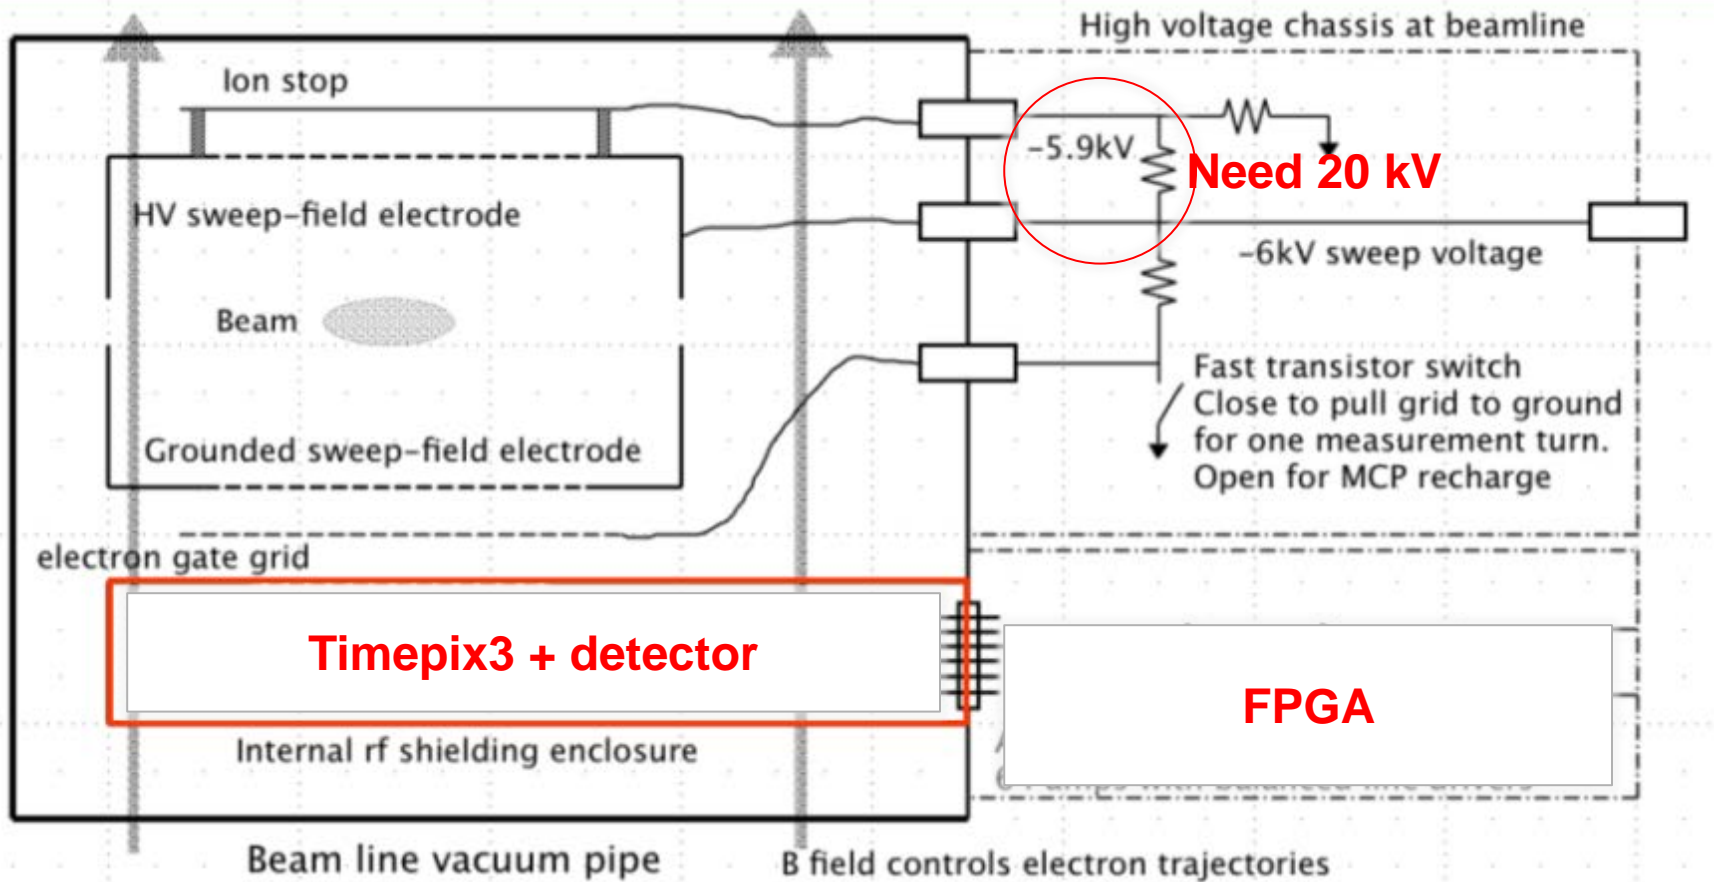 High voltage chassis at beamline
Ion stop
-5.9kV
Need 20 kV
HV sweep-field electrode
-6kV sweep voltage
Beam
Fast transistor switch
Close to pull grid to ground
for one measurement turn.
Open for MCP recharge
Grounded sweep-field electrode
electron gate grid
Timepix3 + detector
FPGA
Internal rf shielding enclosure
Beam line vacuum pipe
B field controls electron trajectories